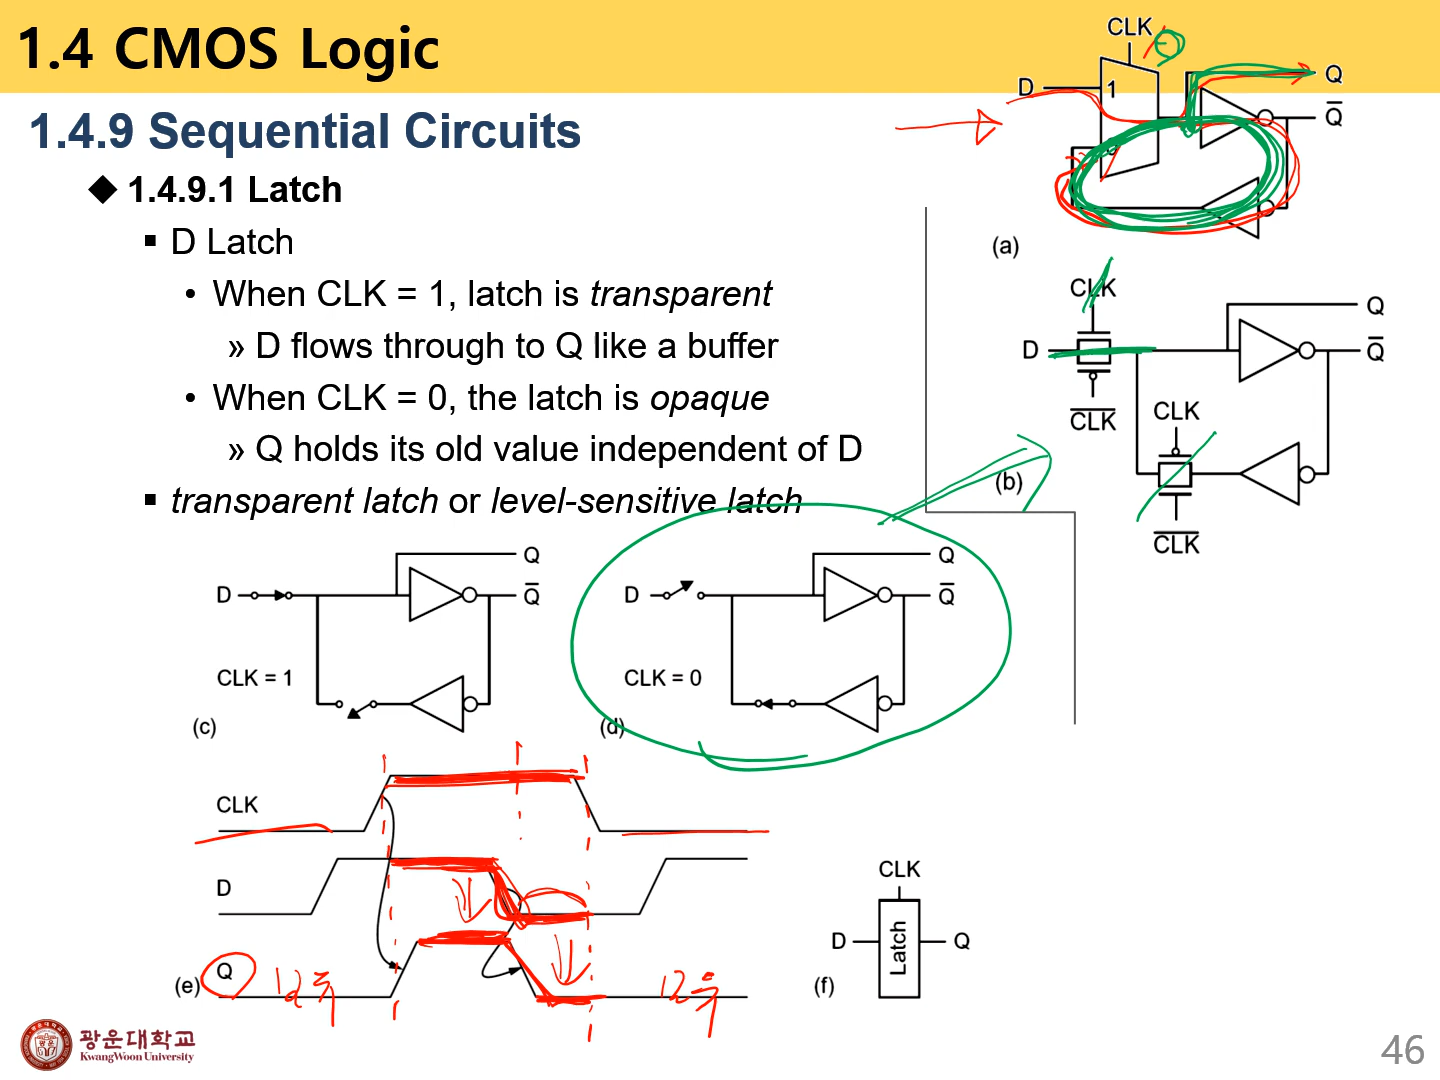 1.4 CMOS Logic
1.4.9 Sequential Circuits
◆ 1.4.9.1 Latch
▪ D Latch
• When CLK = 1, latch is transparent
» D flows through to Q like a buffer
• When CLK = 0, the latch is opaque
» Q holds its old value independent of D
▪ transparent latch or level-sensitive latch
CLK
D
1
Q
Q̅
(a)
CLK
D
Q
Q̅
CLK
CLK
(b)
CLK
D
Q
Q̅
CLK = 1
(c)
D
Q
Q̅
CLK = 0
(d)
CLK
D
Q
(e)
CLK
D
Latch
Q
(f)
광운대학교
KwangWoon University
46